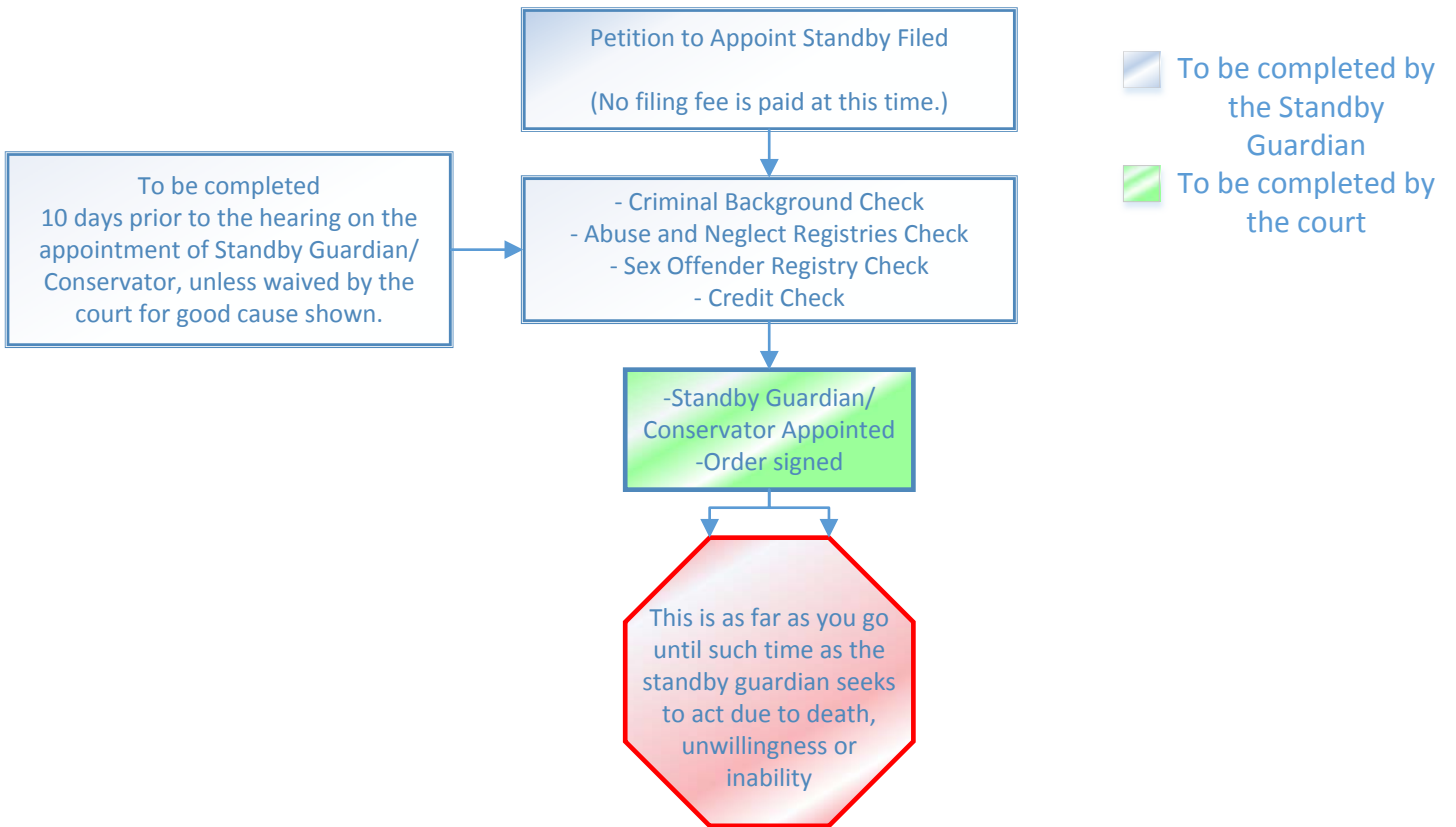 Petition to Appoint Standby Filed
(No filing fee is paid at this time.)
To be completed by
the Standby
Guardian
To be completed by
the court
To be completed
10 days prior to the hearing on the
appointment of Standby Guardian/
Conservator, unless waived by the
court for good cause shown.
- Criminal Background Check
- Abuse and Neglect Registries Check
- Sex Offender Registry Check
- Credit Check
-Standby Guardian/
Conservator Appointed
-Order signed
This is as far as you go
until such time as the
standby guardian seeks
to act due to death,
unwillingness or
inability